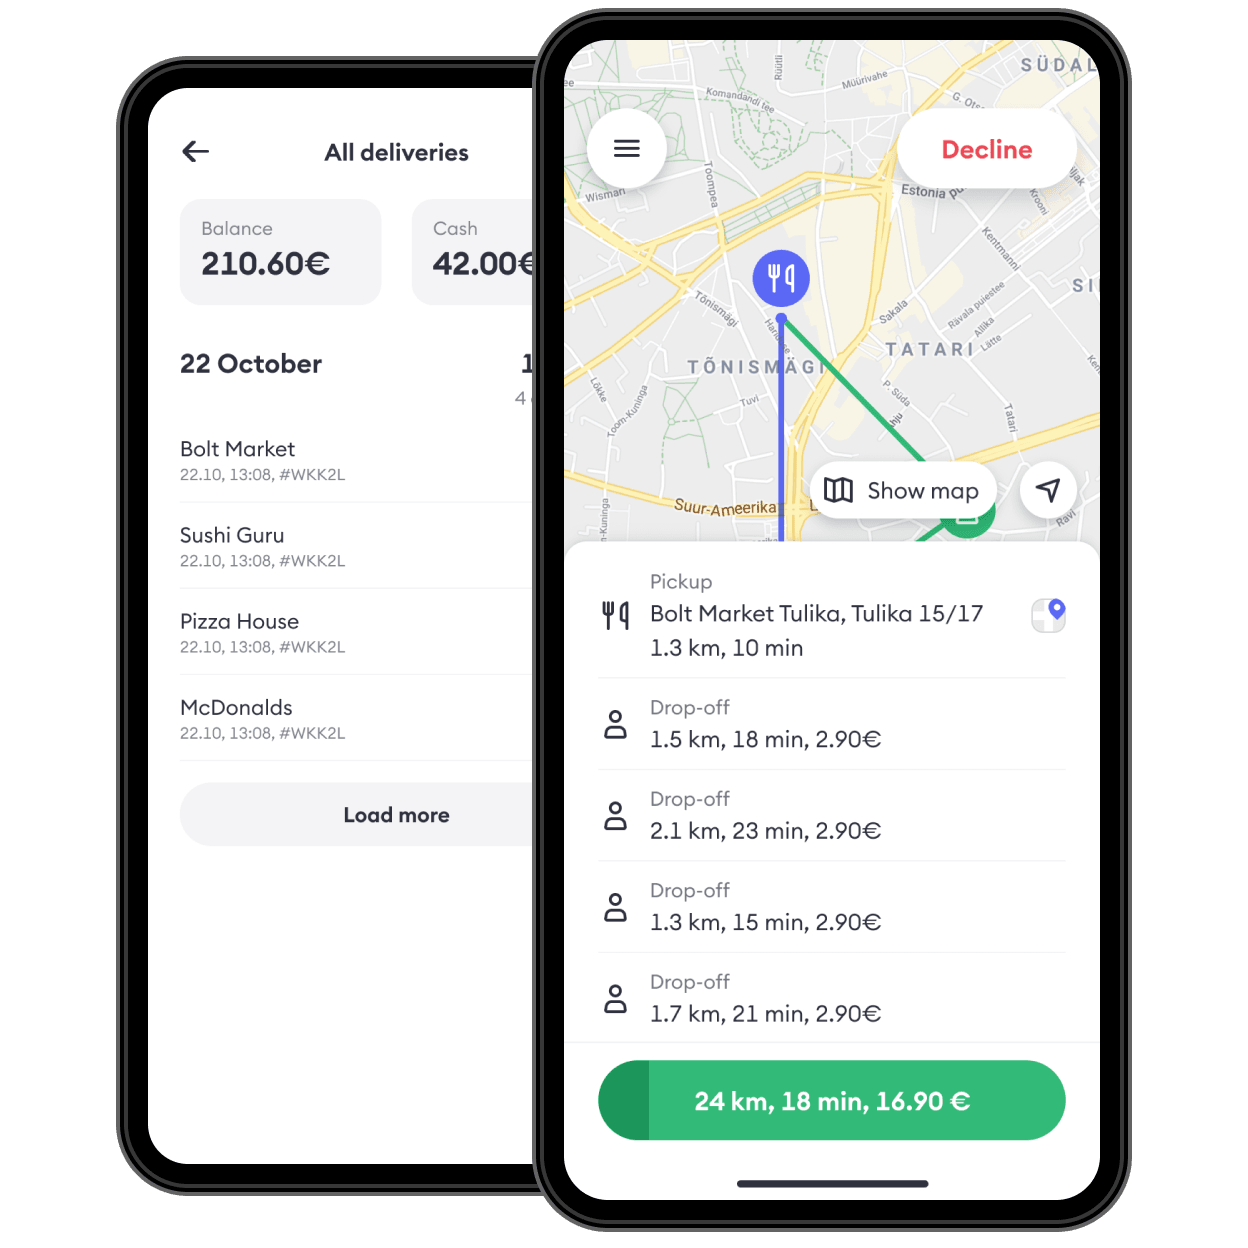 All deliveries
Balance
210.60€
Cash
42.00€
22 October
1
4
Bolt Market
22.10, 13:08, #WKK2L
Sushi Guru
22.10, 13:08, #WKK2L
Pizza House
22.10, 13:08, #WKK2L
McDonalds
22.10, 13:08, #WKK2L
Load more
Rüütli
Müürivahe
SÜDAL
Komandandi tee
G. Ots
Decline
Toompea
Wismari
Estonia Pu
Krooni
Kentmanni
SI
Tõnismägi
Sakala
Rävala puiestee
Allika
Lätte
TATARI
TÕNISMÄGI
Lõkke
Toom-Kuninga
Tuvi
P. Süda
Tatari
Suur-Ameerika
Show map
Ravi
Pickup
Bolt Market Tulika, Tulika 15/17
1.3 km, 10 min
Drop-off
1.5 km, 18 min, 2.90€
Drop-off
2.1 km, 23 min, 2.90€
Drop-off
1.3 km, 15 min, 2.90€
Drop-off
1.7 km, 21 min, 2.90€
24 km, 18 min, 16.90 €